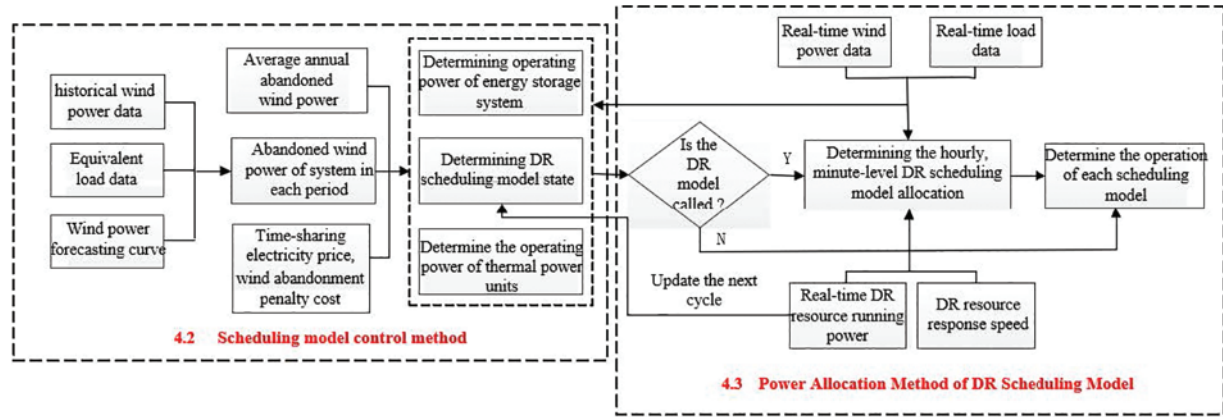 historical wind
power data
Equivalent
load data
Wind power
forecasting curve
Average annual
abandoned
wind power
Abandoned wind
power of system in
each period
Time-sharing
electricity price,
wind abandonment
penalty cost
Determining operating
power of energy storage
system
Determining DR
scheduling model state
Determine the operating
power of thermal power
units
4.2 Scheduling model control method
Real-time wind
power data
Real-time load
data
Is the
DR
model
called ?
Y
N
Determining the hourly,
minute-level DR scheduling
model allocation
Determine the operation
of each scheduling
model
Update the next
cycle
Real-time DR
resource running
power
DR resource
response speed
4.3 Power Allocation Method of DR Scheduling Model